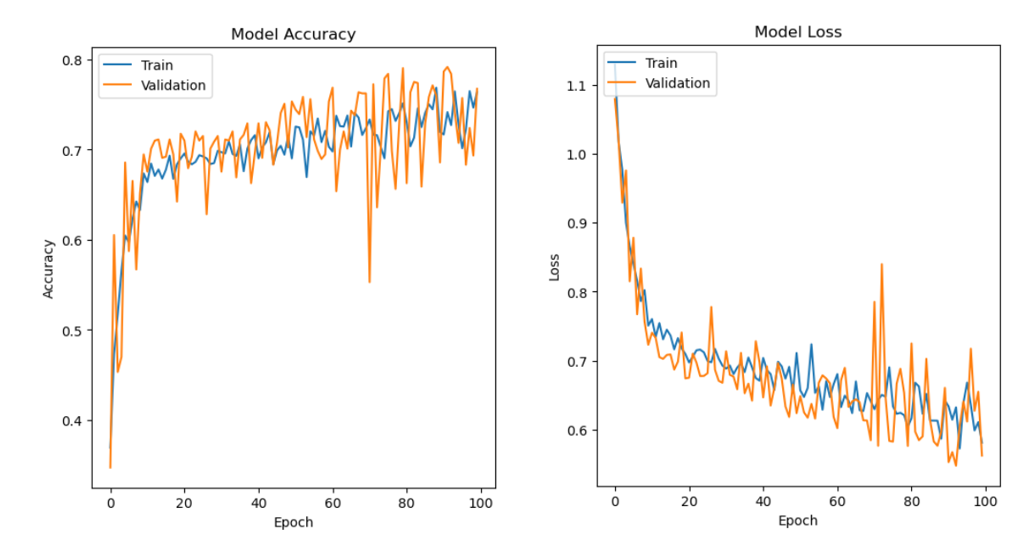 Model Accuracy
Train
Validation
0.8
0.7
0.6
0.5
0.4
Accuracy
0 20 40 60 80 100
Epoch
Model Loss
Train
Validation
1.1
1.0
0.9
0.8
0.7
0.6
Loss
0 20 40 60 80 100
Epoch